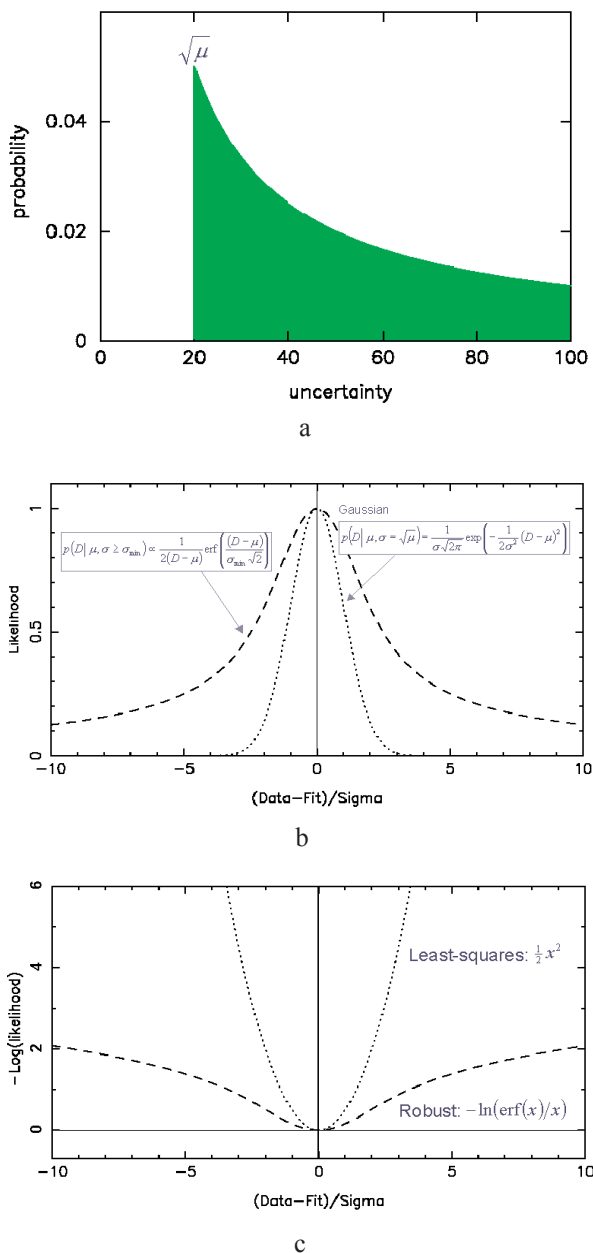 √μ
0.04
0.02
0
probability
0 20 40 60 80 100
uncertainty
a
1
0.5
0
Likelihood
p(D| μ, σ ≥ σmin) ∝ 1/2(D−μ) erf((D−μ)/σmin√2)
Gaussian
p(D| μ, σ = √μ) = 1/σ√2π exp(−1/2σ² (D−μ)²)
−10 −5 0 5 10
(Data−Fit)/Sigma
b
6
4
2
0
−Log(likelihood)
Least-squares: ½x²
Robust: −ln(erf(x)/x)
−10 −5 0 5 10
(Data−Fit)/Sigma
c